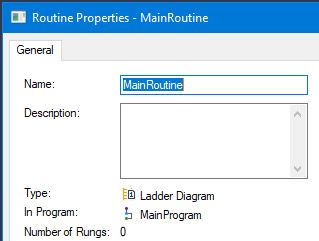 Routine Properties - MainRoutine
General
Name: MainRoutine
Description:
Type: Ladder Diagram
In Program: MainProgram
Number of Rungs: 0